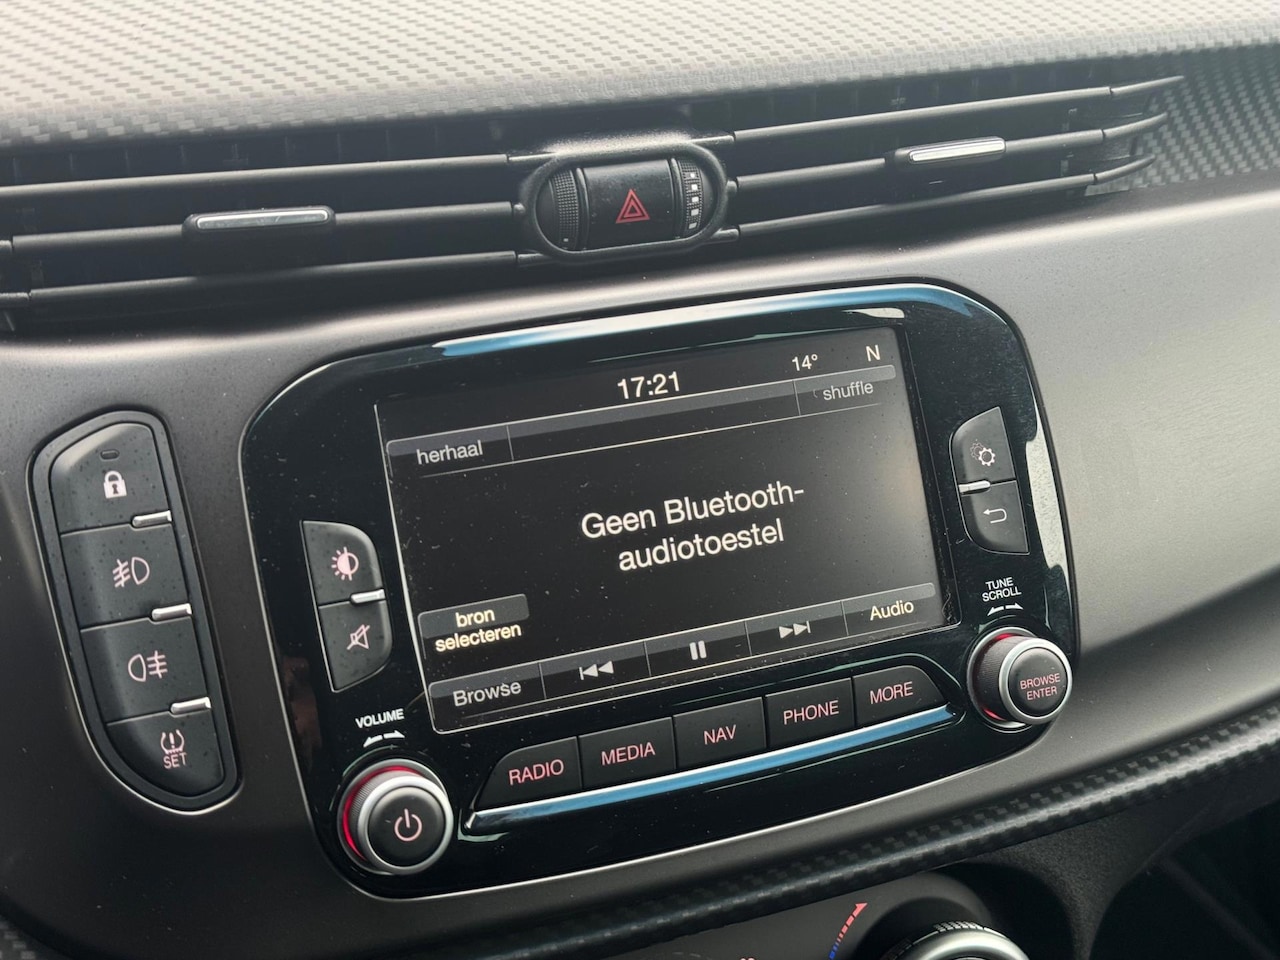 17:21
14°
N
herhaal
shuffle
Geen Bluetooth-
audiotoestel
bron
selecteren
Browse
Audio
TUNE
SCROLL
BROWSE
ENTER
VOLUME
RADIO
MEDIA
NAV
PHONE
MORE
SET